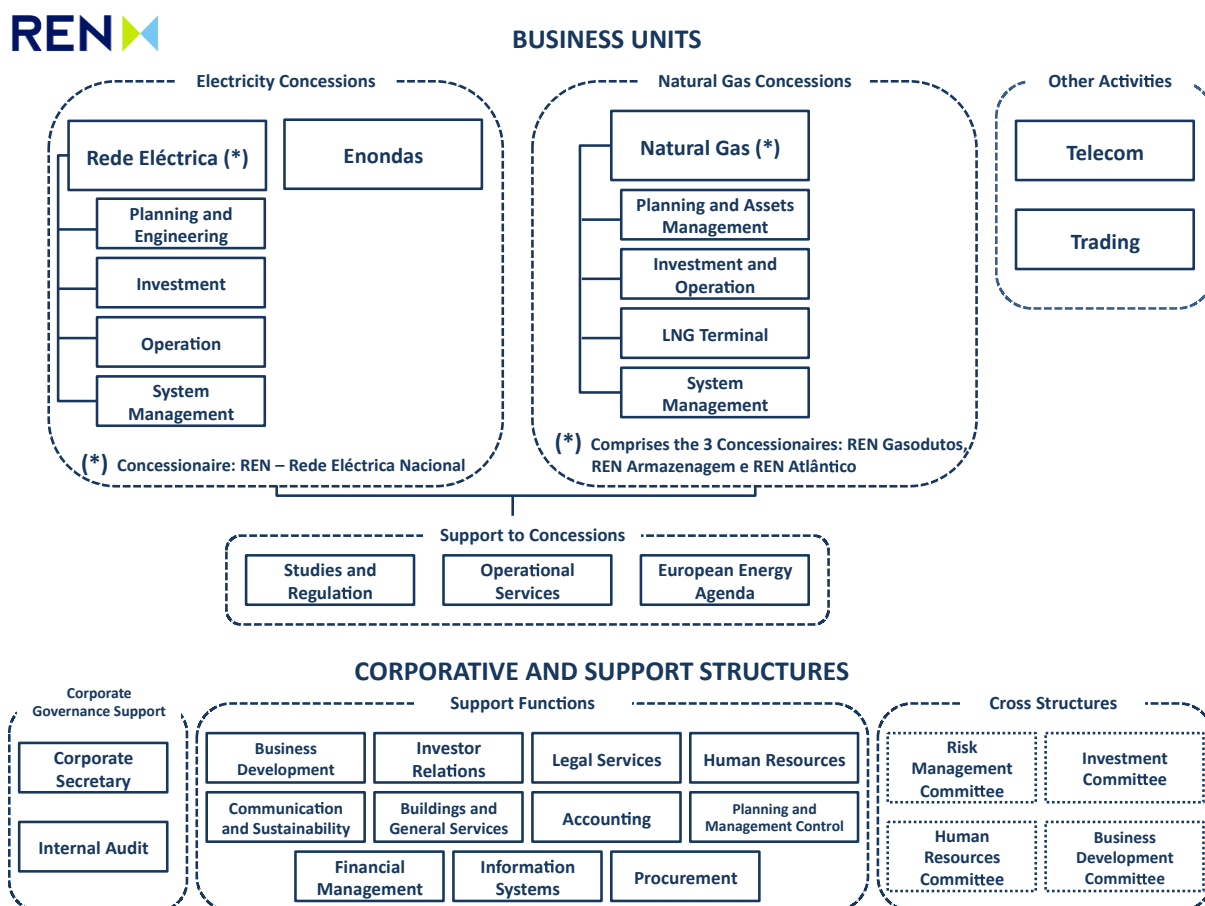 REN
BUSINESS UNITS
Electricity Concessions
Rede Eléctrica (*)
Enondas
Planning and
Engineering
Investment
Operation
System
Management
(*) Concessionaire: REN – Rede Eléctrica Nacional
Natural Gas Concessions
Natural Gas (*)
Planning and Assets
Management
Investment and
Operation
LNG Terminal
System
Management
(*) Comprises the 3 Concessionaires: REN Gasodutos,
REN Armazenagem e REN Atlântico
Other Activities
Telecom
Trading
Support to Concessions
Studies and
Regulation
Operational
Services
European Energy
Agenda
CORPORATIVE AND SUPPORT STRUCTURES
Corporate
Governance Support
Corporate
Secretary
Internal Audit
Support Functions
Business
Development
Investor
Relations
Legal Services
Human Resources
Communication
and Sustainability
Buildings and
General Services
Accounting
Planning and
Management Control
Financial
Management
Information
Systems
Procurement
Cross Structures
Risk
Management
Committee
Investment
Committee
Human
Resources
Committee
Business
Development
Committee